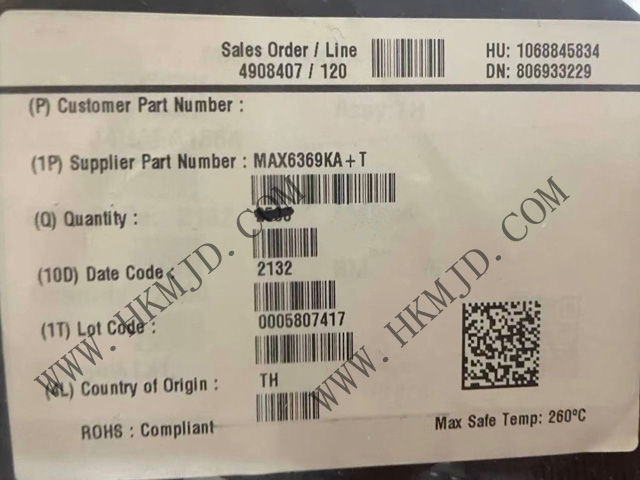 Sales Order / Line
4908407 / 120
HU: 1068845834
DN: 806933229
(P) Customer Part Number :
(1P) Supplier Part Number : MAX6369KA+T
(Q) Quantity :
(10D) Date Code : 2132
(1T) Lot Code : 0005807417
Country of Origin : TH
ROHS : Compliant
Max Safe Temp: 260ºC
WWW.HKMJD.COM
WWW.HKMJD.COM